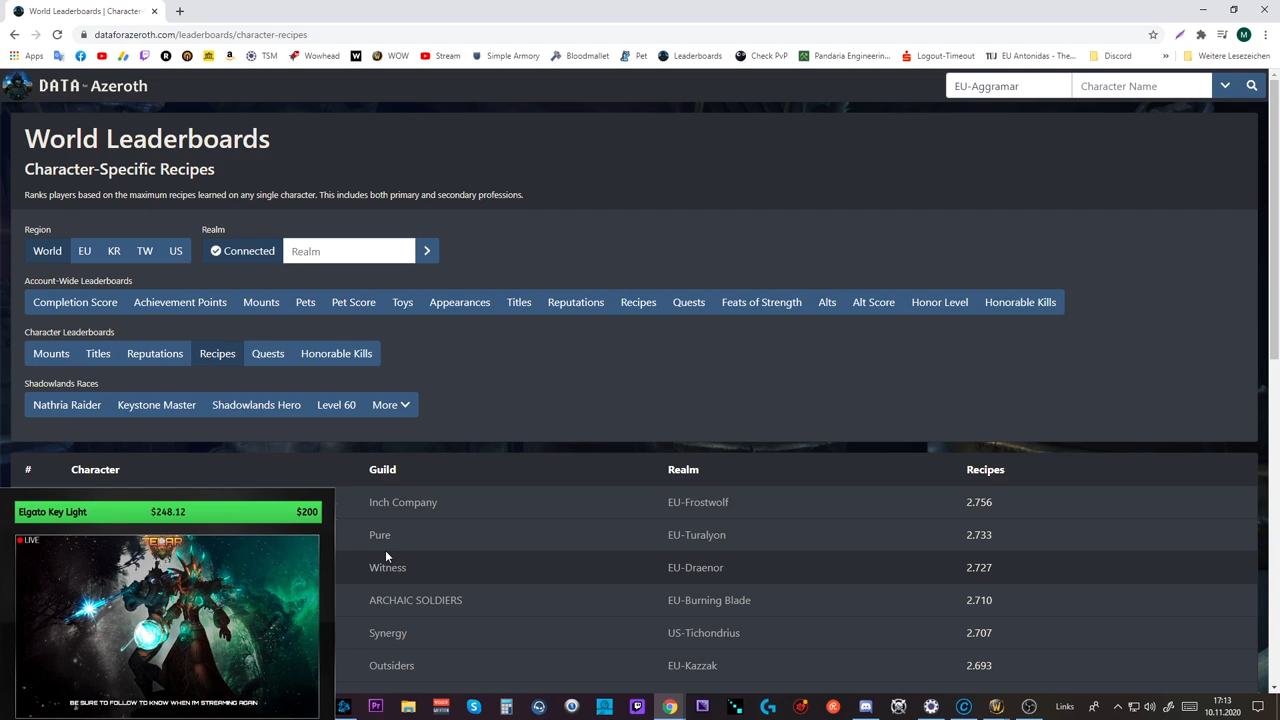 World Leaderboards | Character-
dataforazeroth.com/leaderboards/character-recipes
Apps TSM Wowhead WOW Stream Simple Armory Bloodmallet Pet Leaderboards Check PvP Pandaria Engineerin... Logout-Timeout EU Antonidas - The... Discord » Weitere Lesezeichen
DATA for Azeroth EU-Aggramar Character Name
World Leaderboards
Character-Specific Recipes
Ranks players based on the maximum recipes learned on any single character. This includes both primary and secondary professions.
Region Realm
World EU KR TW US Connected Realm
Account-Wide Leaderboards
Completion Score Achievement Points Mounts Pets Pet Score Toys Appearances Titles Reputations Recipes Quests Feats of Strength Alts Alt Score Honor Level Honorable Kills
Character Leaderboards
Mounts Titles Reputations Recipes Quests Honorable Kills
Shadowlands Races
Nathria Raider Keystone Master Shadowlands Hero Level 60 More
# Character Guild Realm Recipes
Inch Company EU-Frostwolf 2.756
Pure EU-Turalyon 2.733
Witness EU-Draenor 2.727
ARCHAIC SOLDIERS EU-Burning Blade 2.710
Synergy US-Tichondrius 2.707
Outsiders EU-Kazzak 2.693
Elgato Key Light $248.12 $200
LIVE
BE SURE TO FOLLOW TO KNOW WHEN I'M STREAMING AGAIN
Links
17:13
10.11.2020